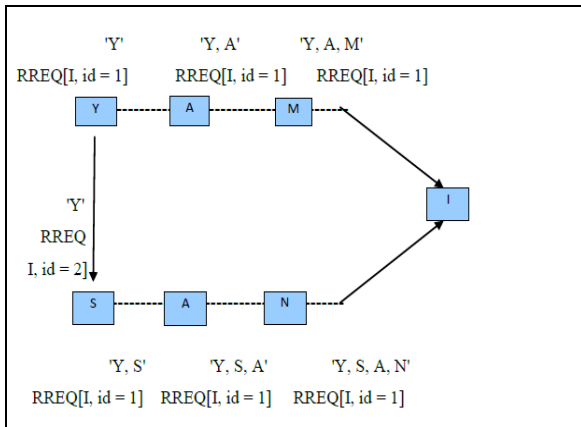 'Y' 'Y, A' 'Y, A, M'
RREQ[I, id = 1] RREQ[I, id = 1] RREQ[I, id = 1]
Y A M
I
'Y'
RREQ
I, id = 2]
S A N
'Y, S' 'Y, S, A' 'Y, S, A, N'
RREQ[I, id = 1] RREQ[I, id = 1] RREQ[I, id = 1]